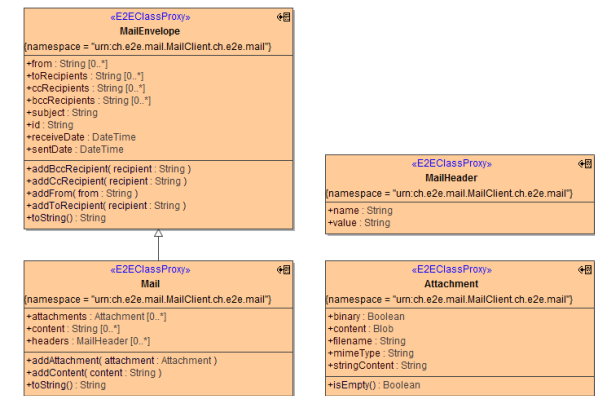 «E2EClassProxy»
MailEnvelope
{namespace = "urn:ch.e2e.mail.MailClient.ch.e2e.mail"}
+from : String [0..*]
+toRecipients : String [0..*]
+ccRecipients : String [0..*]
+bccRecipients : String [0..*]
+subject : String
+id : String
+receiveDate : DateTime
+sentDate : DateTime
+addBccRecipient( recipient : String )
+addCcRecipient( recipient : String )
+addFrom( from : String )
+addToRecipient( recipient : String )
+toString() : String
«E2EClassProxy»
MailHeader
{namespace = "urn:ch.e2e.mail.MailClient.ch.e2e.mail"}
+name : String
+value : String
«E2EClassProxy»
Mail
{namespace = "urn:ch.e2e.mail.MailClient.ch.e2e.mail"}
+attachments : Attachment [0..*]
+content : String [0..*]
+headers : MailHeader [0..*]
+addAttachment( attachment : Attachment )
+addContent( content : String )
+toString() : String
«E2EClassProxy»
Attachment
{namespace = "urn:ch.e2e.mail.MailClient.ch.e2e.mail"}
+binary : Boolean
+content : Blob
+filename : String
+mimeType : String
+stringContent : String
+isEmpty() : Boolean